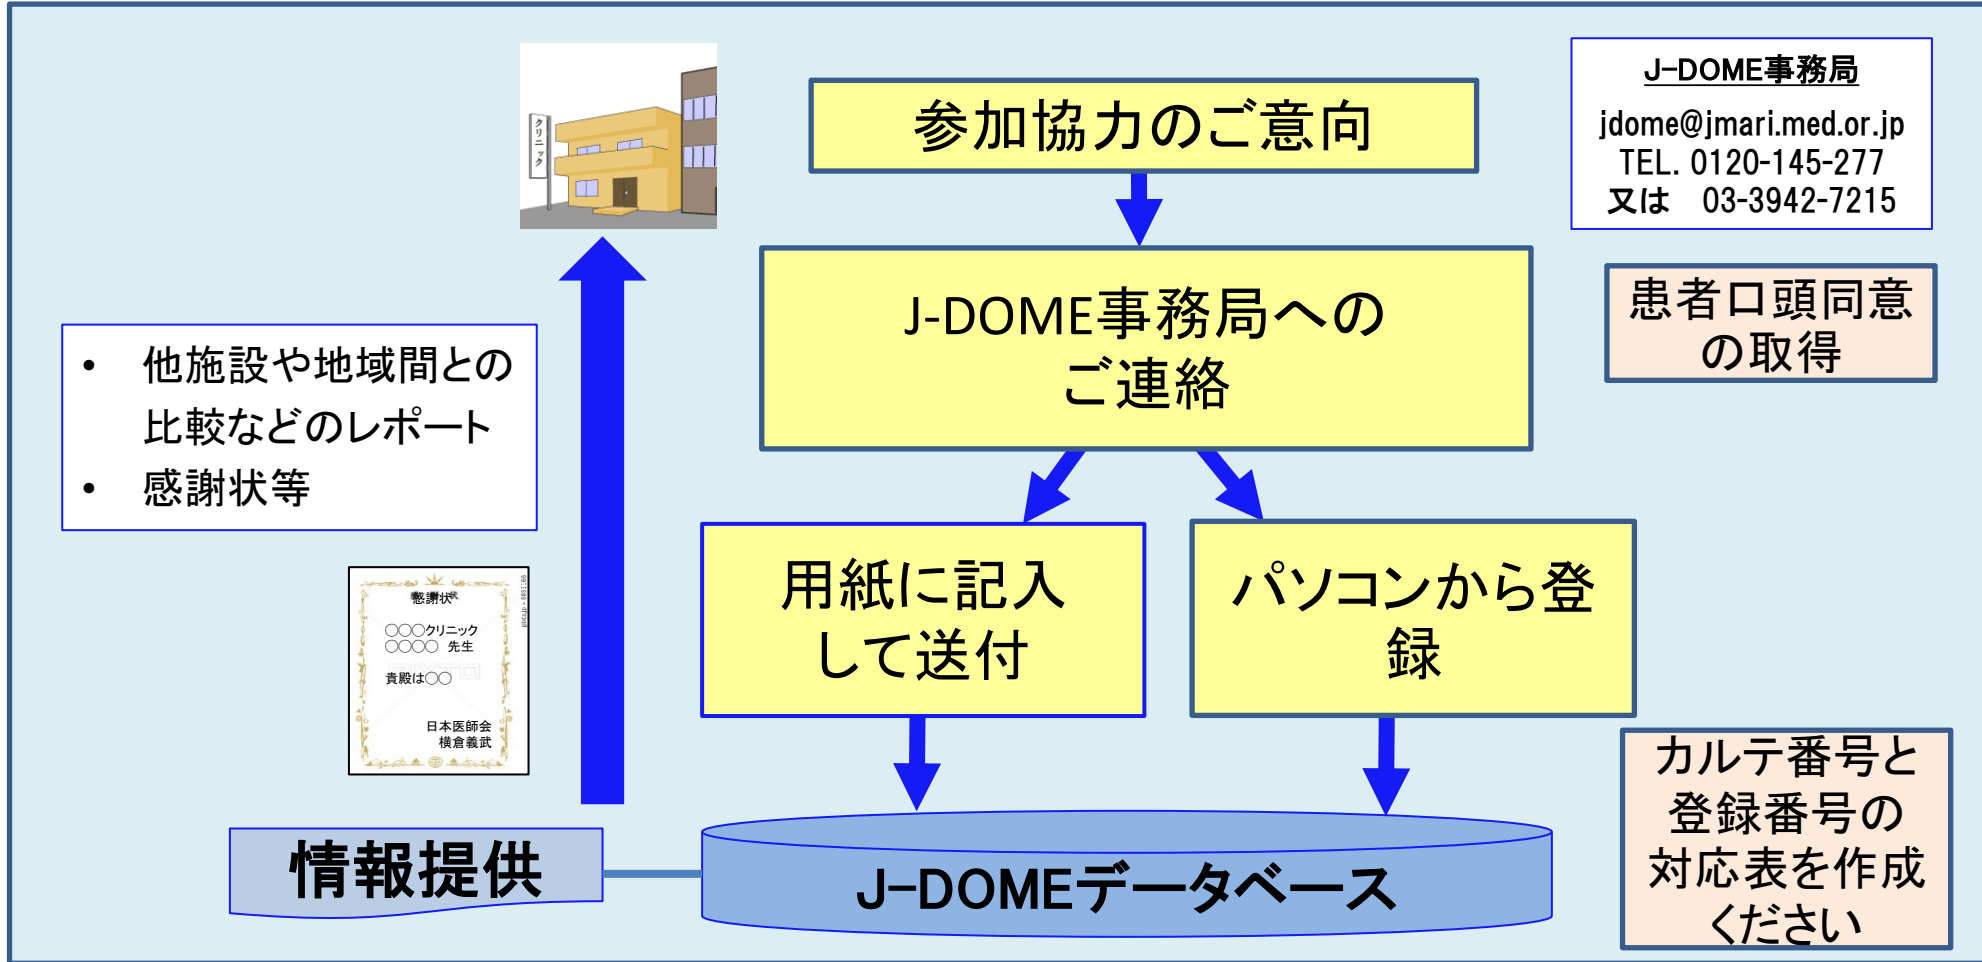 クリニック
参加協力のご意向
J-DOME事務局
jdome@jmari.med.or.jp
TEL. 0120-145-277
又は 03-3942-7215
J-DOME事務局への
ご連絡
患者口頭同意
の取得
• 他施設や地域間との
比較などのレポート
• 感謝状等
用紙に記入
して送付
パソコンから登
録
感謝状
○○○クリニック
○○○○ 先生
貴殿は○○
日本医師会
横倉義武
カルテ番号と
登録番号の
対応表を作成
ください
情報提供
J-DOMEデータベース